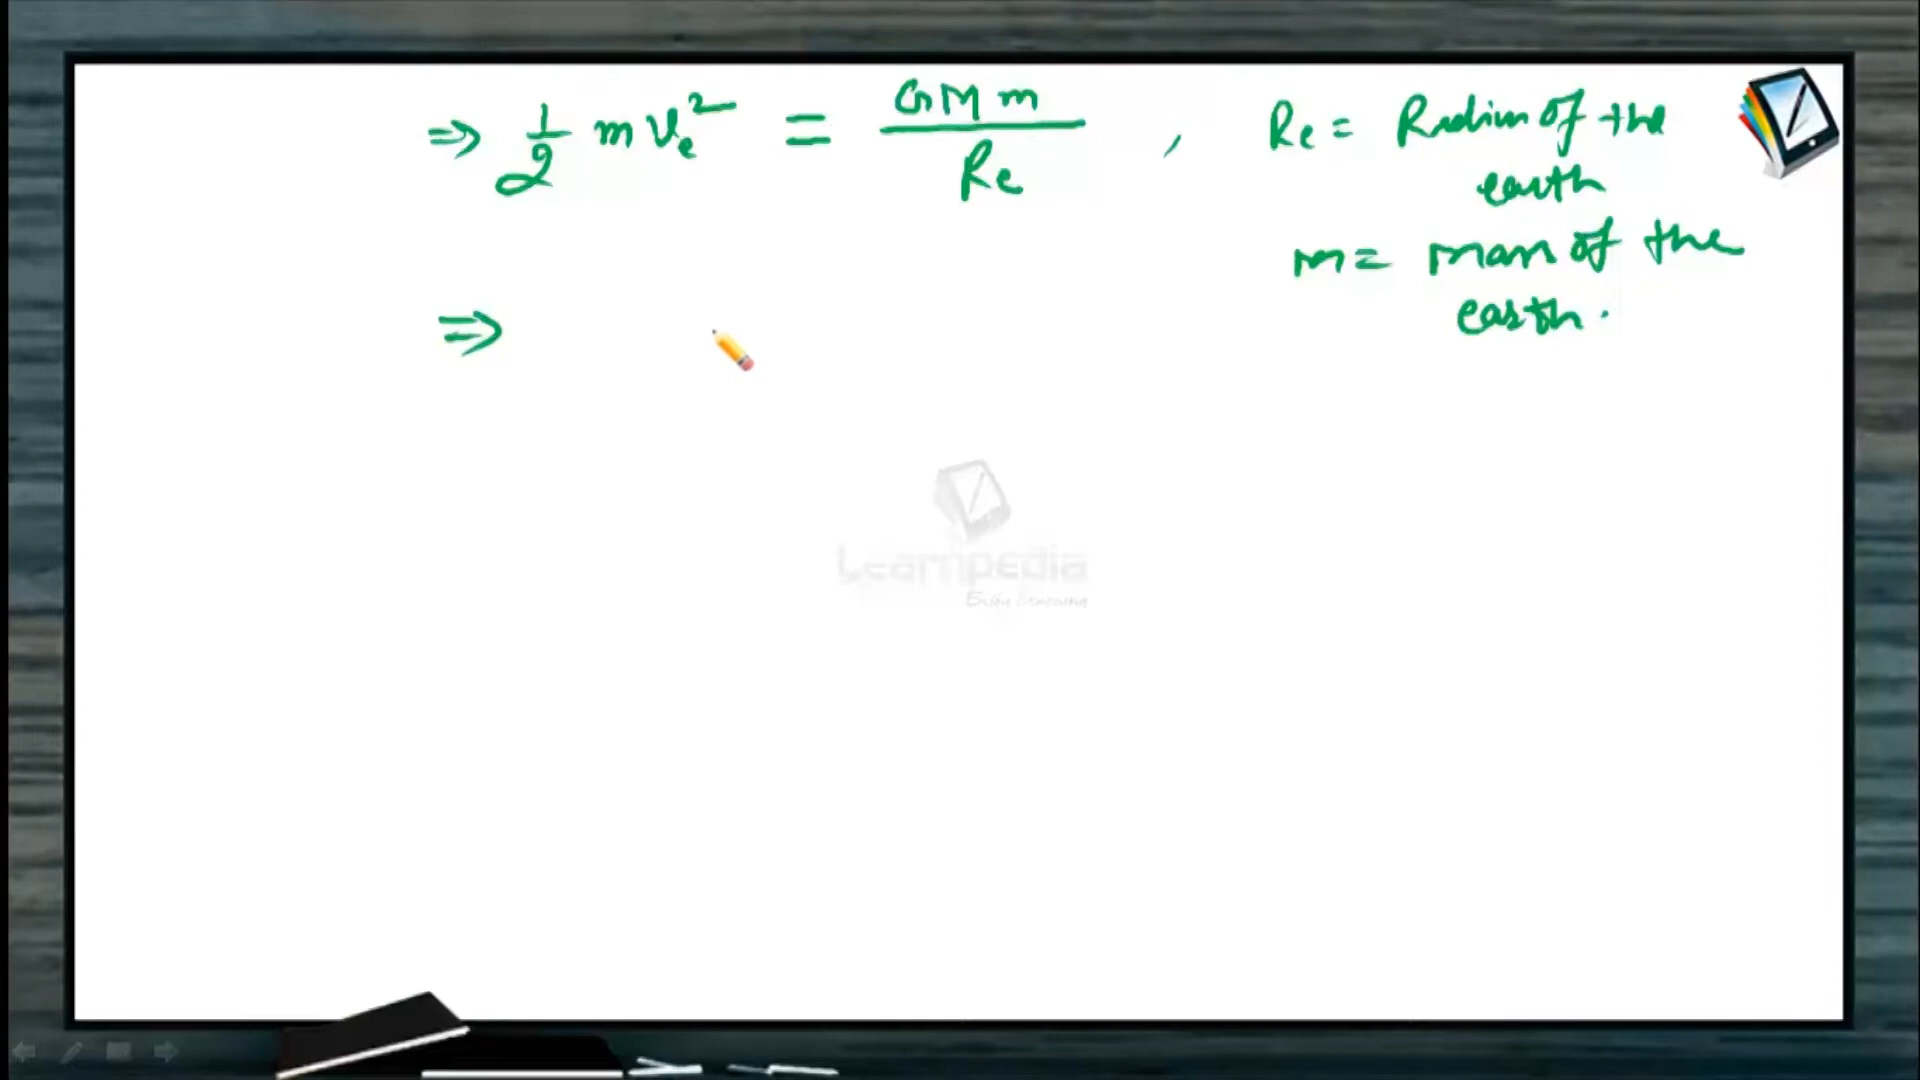 ⇒ 1/2 m Ve² = GMm/Re , Re = Radius of the
earth
M = Mass of the
earth.
⇒
Learnpedia